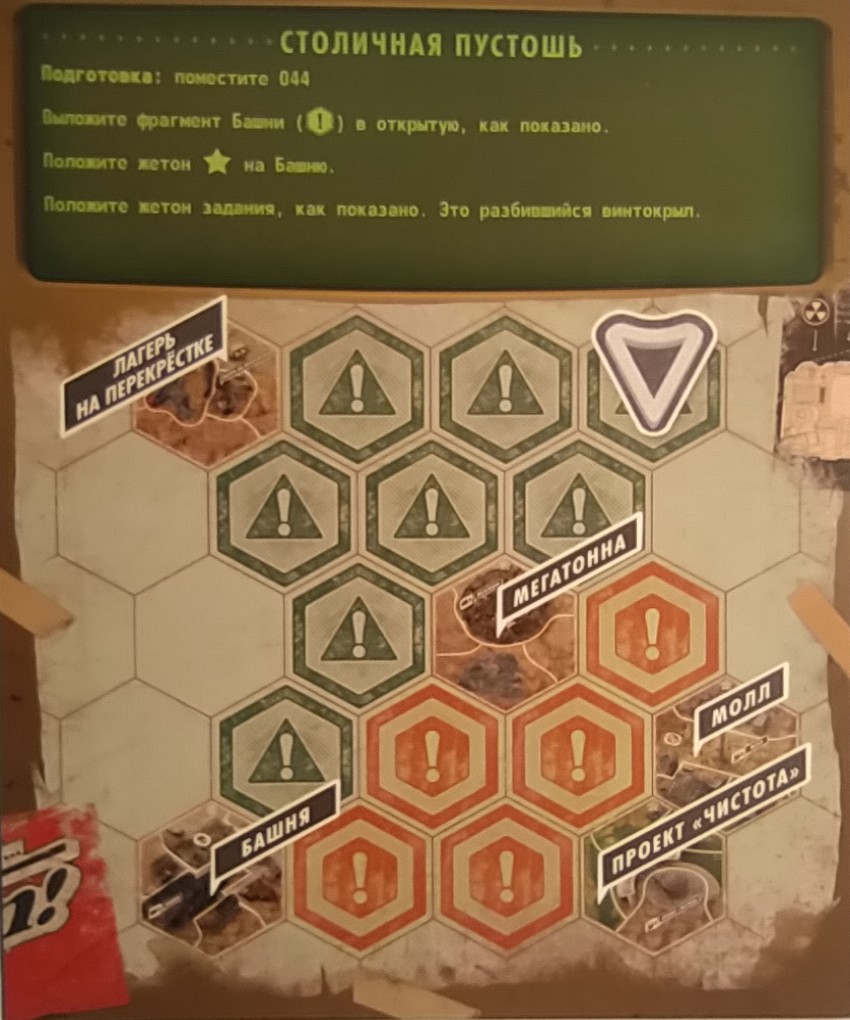 СТОЛИЧНАЯ ПУСТОШЬ
Подготовка: поместите 044
Выложите фрагмент Башни (!) в открытую, как показано.
Положите жетон ★ на Башню.
Положите жетон задания, как показано. Это разбившийся винтокрыл.
ЛАГЕРЬ
НА ПЕРЕКРЁСТКЕ
!
!
!
!
!
МЕГАТОННА
!
!
МОЛЛ
!
!
!
ПРОЕКТ «ЧИСТОТА»
БАШНЯ
!
!